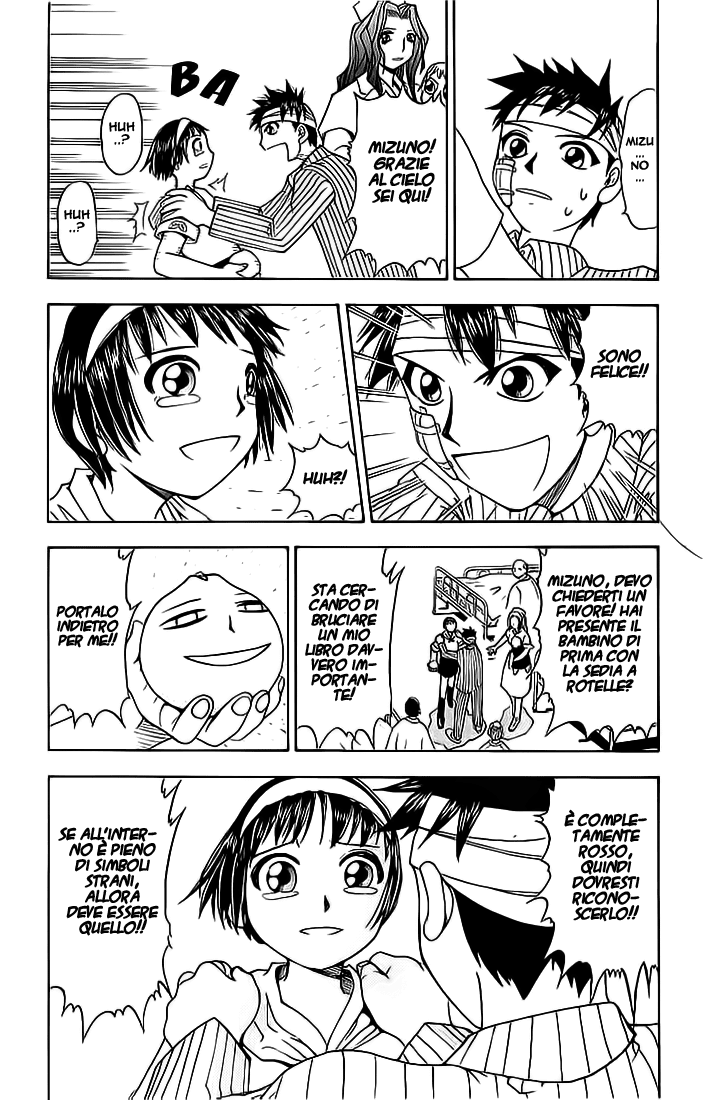 MIZU
...
NO
...
MIZUNO!
GRAZIE
AL CIELO
SEI QUI!
BA
HUH
..?
HUH
..?
SONO
FELICE!!
HUH?!
MIZUNO, DEVO
CHIEDERTI UN
FAVORE! HAI
PRESENTE IL
BAMBINO DI
PRIMA CON
LA SEDIA A
ROTELLE?
STA CER-
CANDO DI
BRUCIARE
UN MIO
LIBRO DAV-
VERO IM-
PORTAN-
TE!
PORTALO
INDIETRO
PER ME!!
È COMPLE-
TAMENTE
ROSSO,
QUINDI
DOVRESTI
RICONO-
SCERLO!!
SE ALL'INTER-
NO È PIENO
DI SIMBOLI
STRANI,
ALLORA
DEVE ESSERE
QUELLO!!